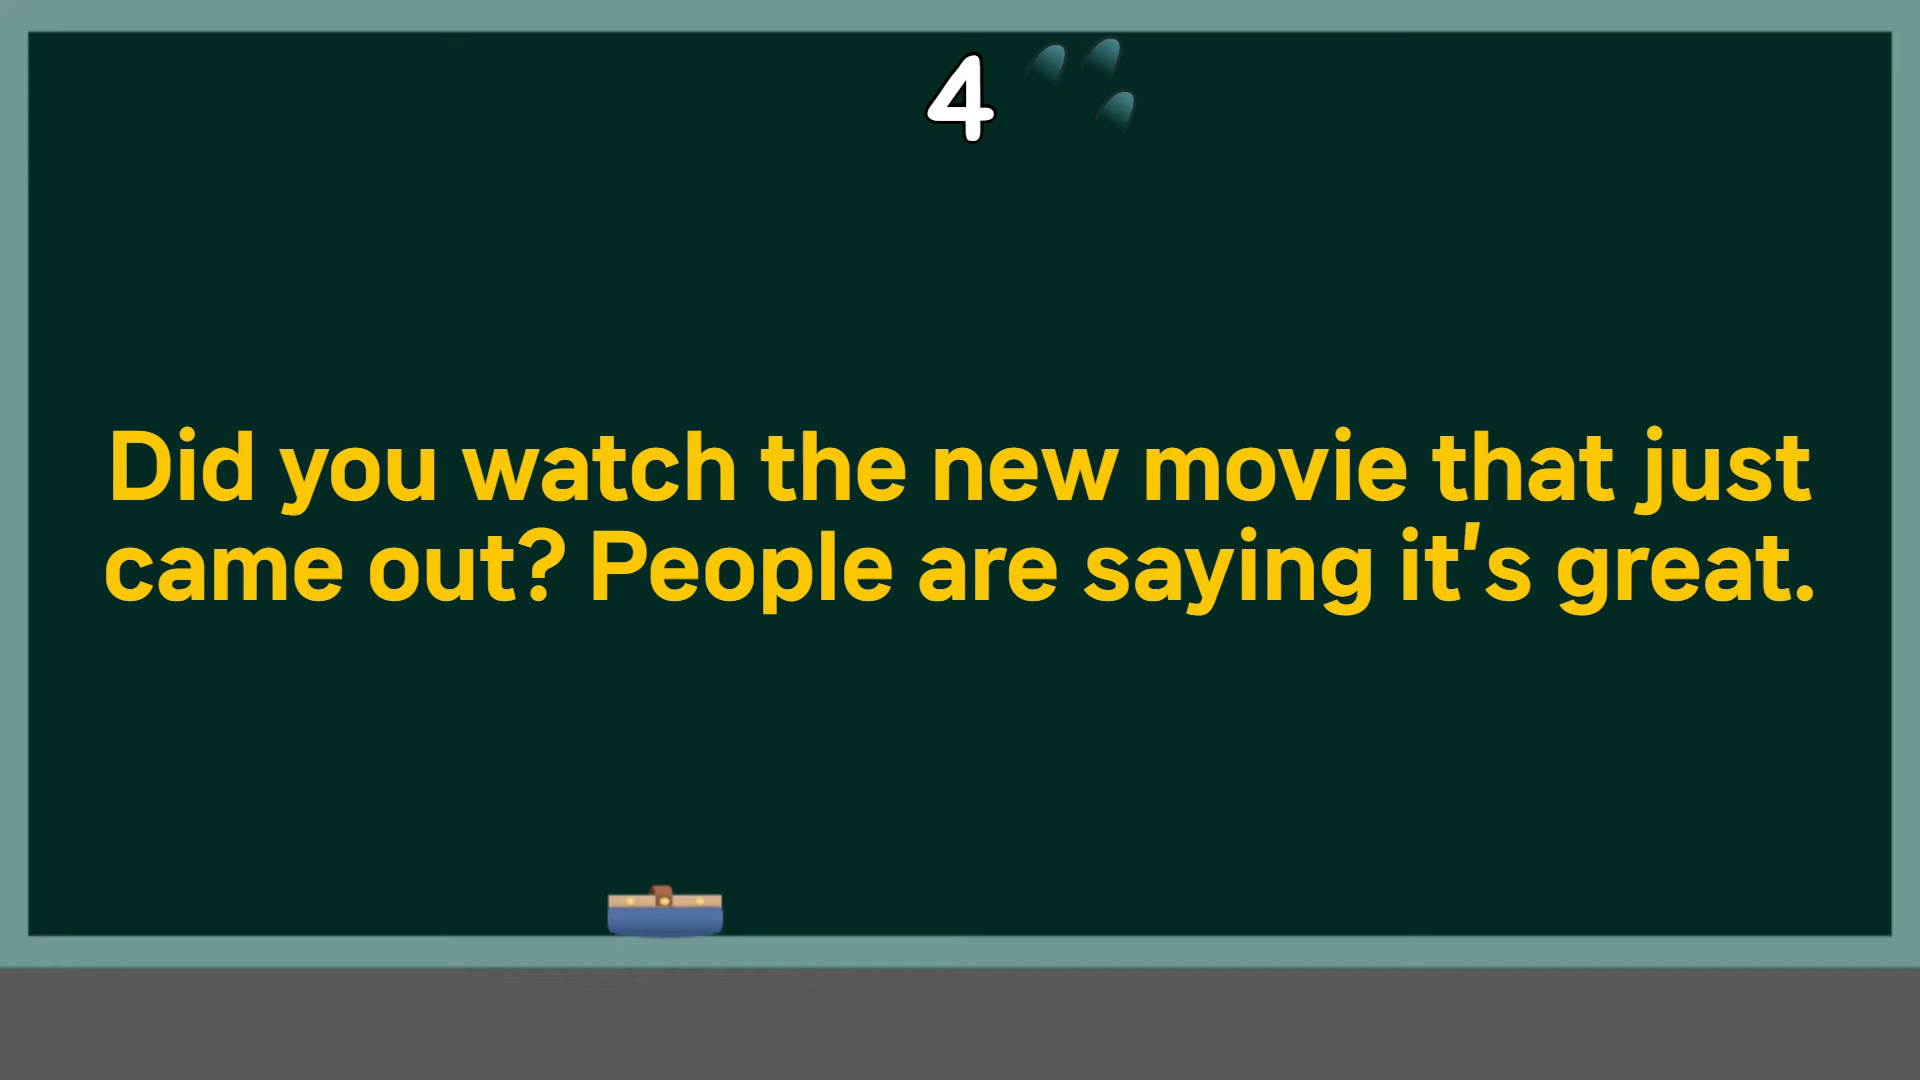 4
Did you watch the new movie that just
came out? People are saying it's great.